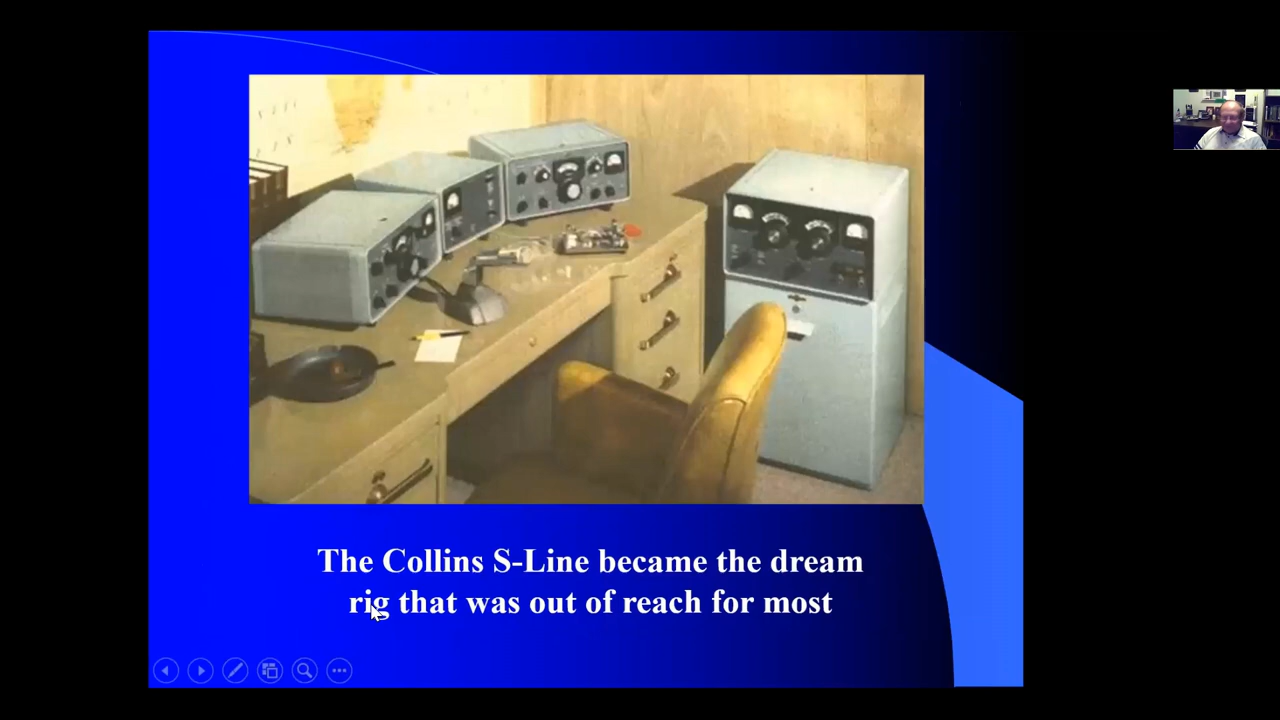 The Collins S-Line became the dream
rig that was out of reach for most